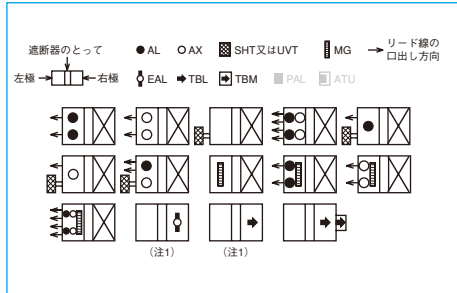 遮断器のとって
●AL ○AX SHT又はUVT MG リード線の
口出し方向
左極 右極
EAL TBL TBM PAL ATU
(注1) (注1)